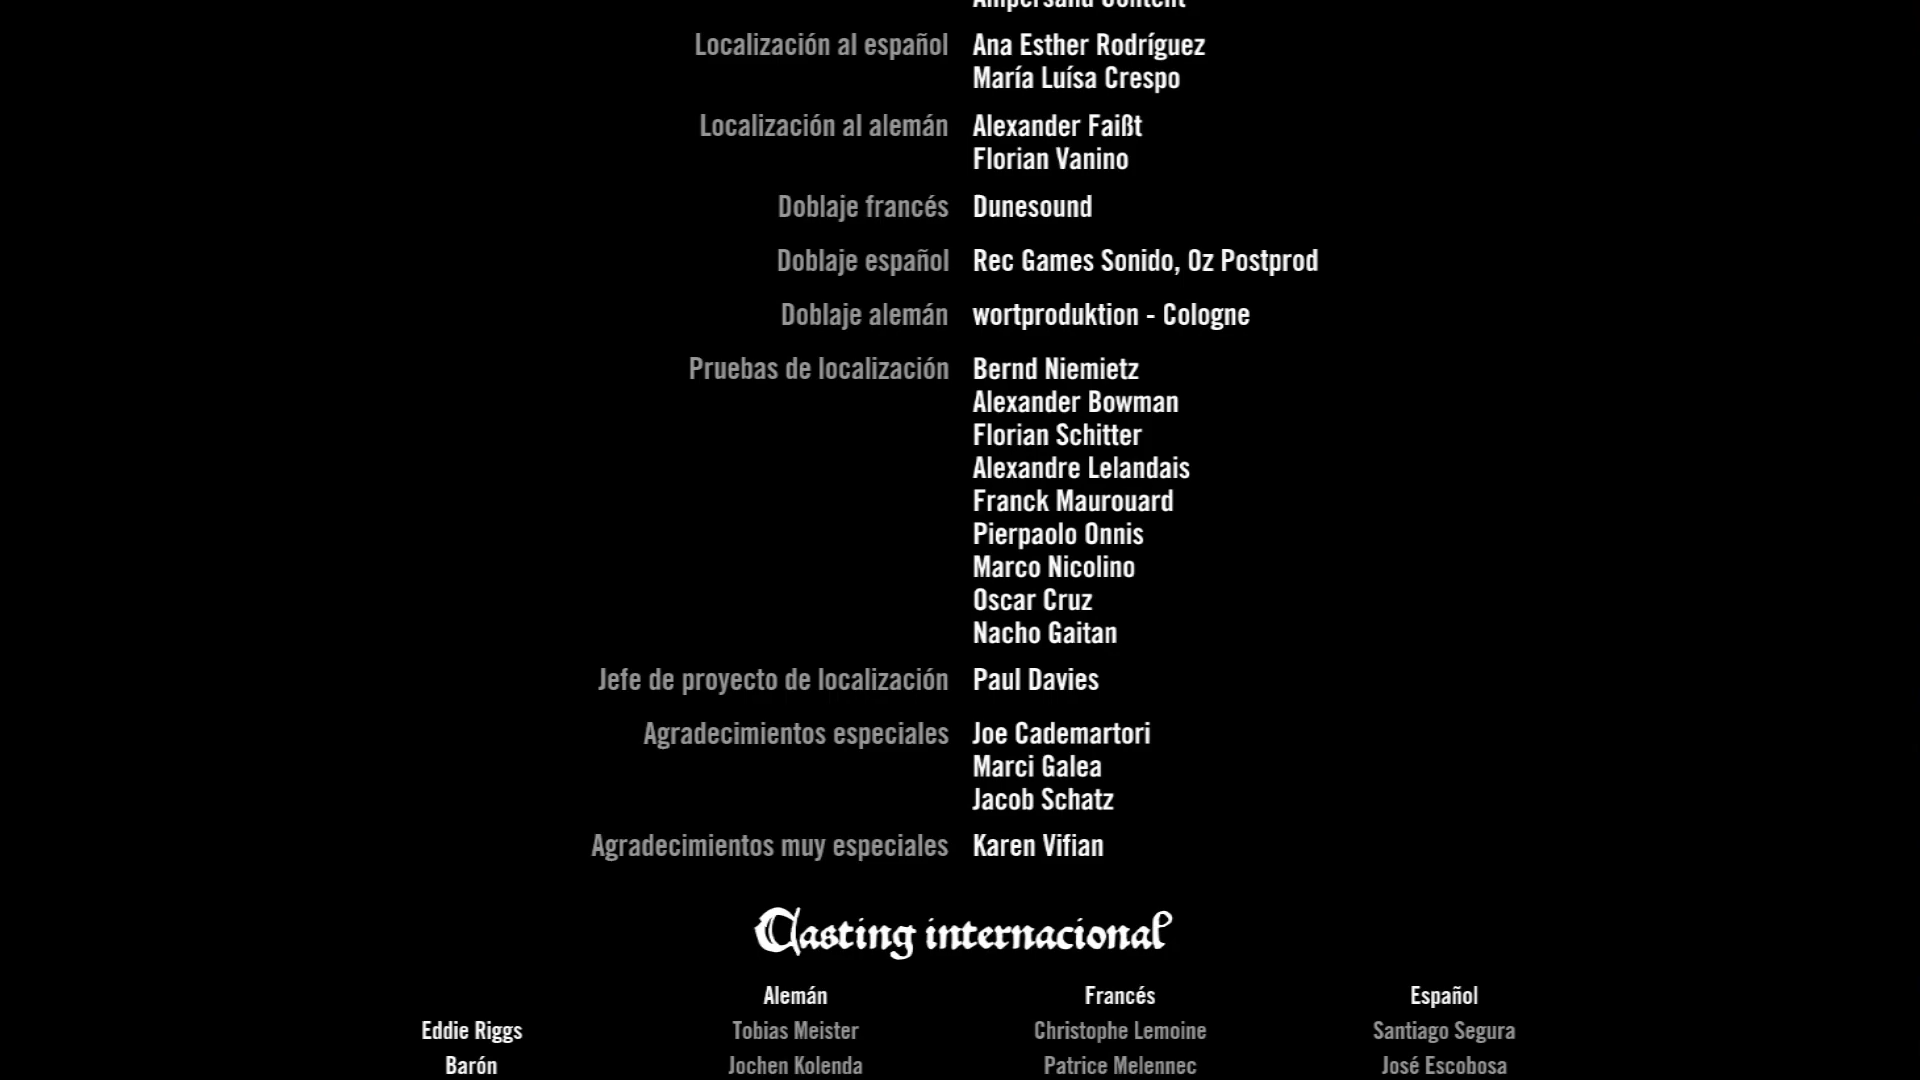 Ampersand Content
Localización al español Ana Esther Rodríguez
María Luísa Crespo
Localización al alemán Alexander Faißt
Florian Vanino
Doblaje francés Dunesound
Doblaje español Rec Games Sonido, Oz Postprod
Doblaje alemán wortproduktion - Cologne
Pruebas de localización Bernd Niemietz
Alexander Bowman
Florian Schitter
Alexandre Lelandais
Franck Maurouard
Pierpaolo Onnis
Marco Nicolino
Oscar Cruz
Nacho Gaitan
Jefe de proyecto de localización Paul Davies
Agradecimientos especiales Joe Cademartori
Marci Galea
Jacob Schatz
Agradecimientos muy especiales Karen Vifian
Casting internacional
Alemán Francés Español
Eddie Riggs Tobias Meister Christophe Lemoine Santiago Segura
Barón Jochen Kolenda Patrice Melennec José Escobosa